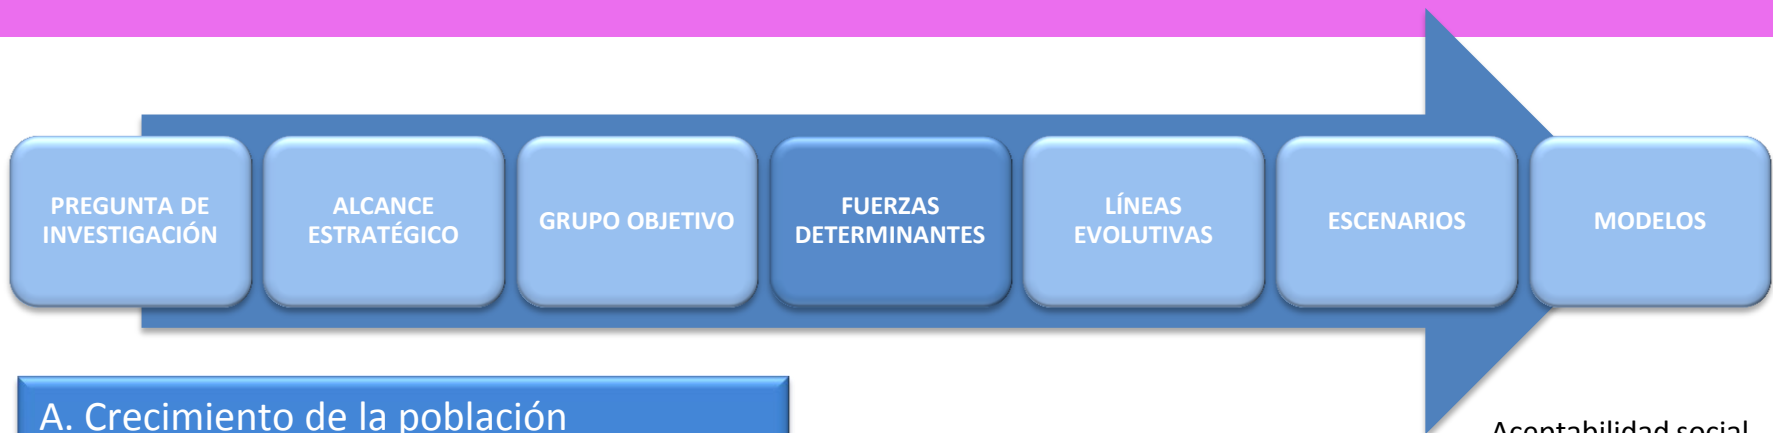 PREGUNTA DE
INVESTIGACIÓN
ALCANCE
ESTRATÉGICO
GRUPO OBJETIVO
FUERZAS
DETERMINANTES
LÍNEAS
EVOLUTIVAS
ESCENARIOS
MODELOS
A. Crecimiento de la población
Aceptabilidad social